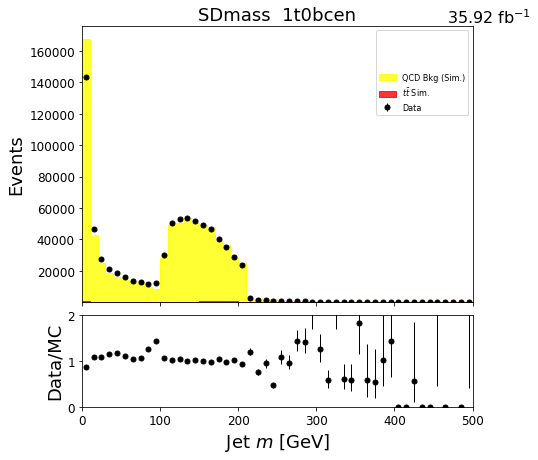 SDmass 1t0bcen
35.92 fb⁻¹
160000
140000
120000
100000
80000
60000
40000
20000
Events
QCD Bkg (Sim.)
tt̄ Sim.
Data
2
1
0
Data/MC
0 100 200 300 400 500
Jet m [GeV]